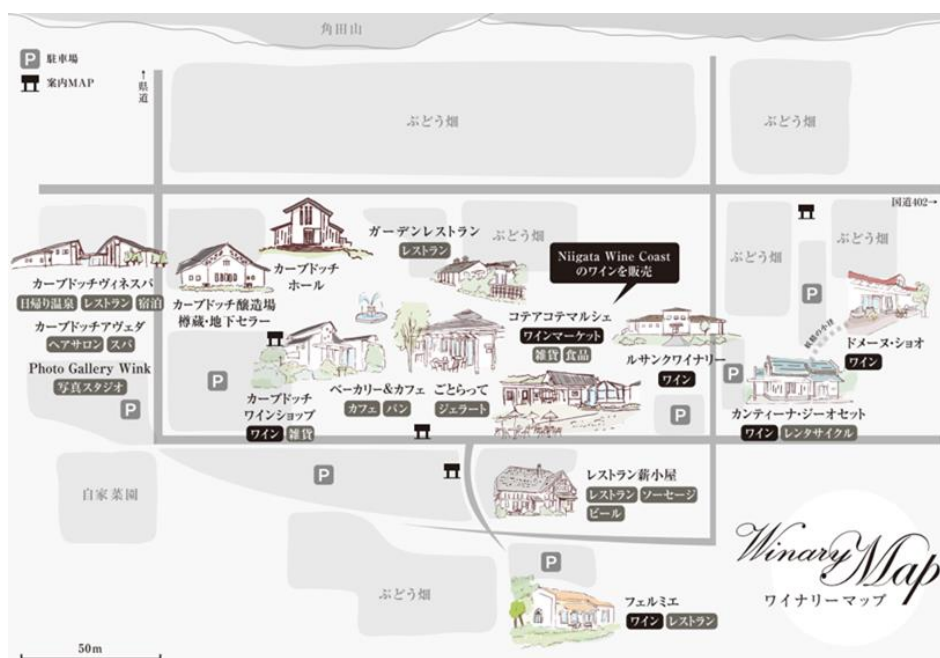 角田山
P 駐車場
案内MAP
↑県道
ぶどう畑
ぶどう畑
国道402→
ガーデンレストラン
レストラン
ぶどう畑
ぶどう畑
ぶどう畑
カーブドッチ
ホール
Niigata Wine Coast
のワインを販売
カーブドッチヴィネスパ
日帰り温泉 レストラン 宿泊
カーブドッチアヴェダ
ヘアサロン スパ
Photo Gallery Wink
写真スタジオ
P
カーブドッチ醸造場
樽蔵・地下セラー
P
カーブドッチ
ワインショップ
ワイン 雑貨
ベーカリー&カフェ
カフェ パン
ごとらって
ジェラート
コテアコテマルシェ
ワインマーケット
雑貨 食品
ルサンクワイナリー
ワイン
P
P
P
ドメーヌ・ショオ
ワイン
カンティーナ・ジーオセット
ワイン レンタサイクル
自家菜園
P
レストラン薪小屋
レストラン ソーセージ
ビール
P
ぶどう畑
フェルミエ
ワイン レストラン
Winary Map
ワイナリーマップ
50m